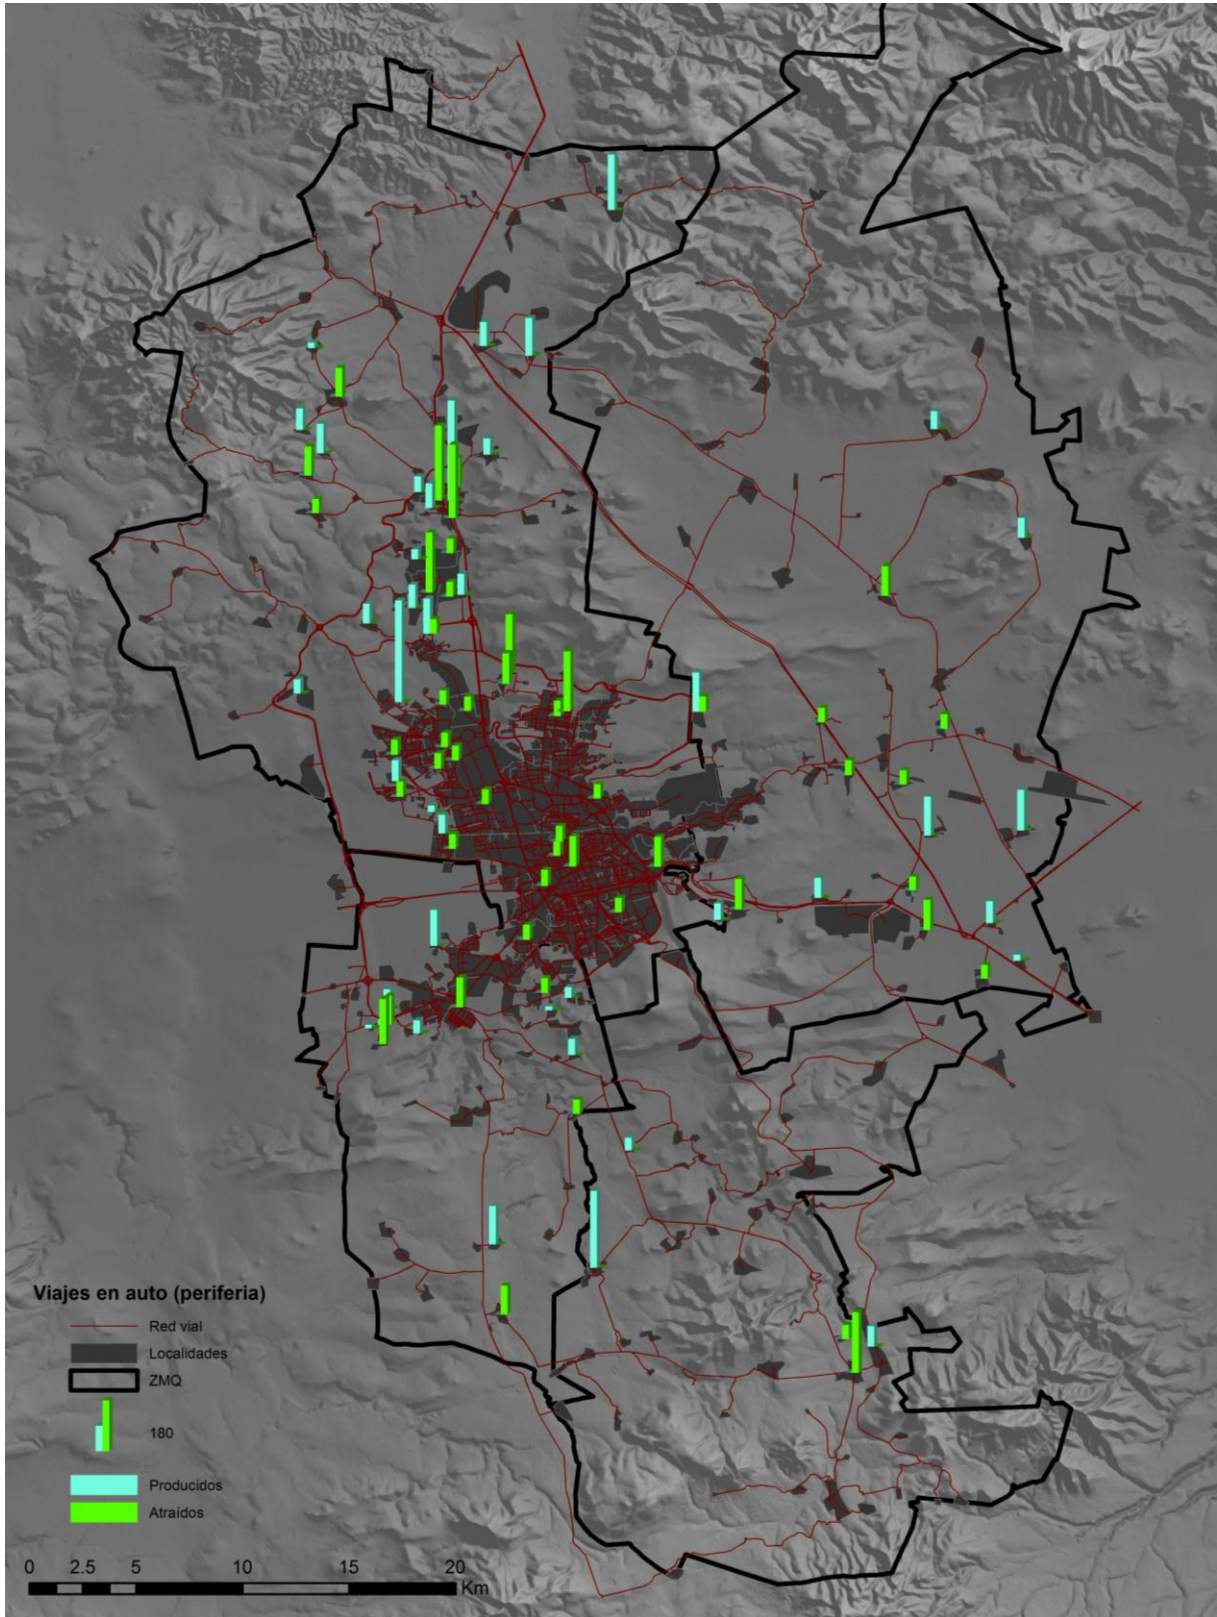 Viajes en auto (periferia)
Red vial
Localidades
ZMQ
180
Producidos
Atraídos
0 2.5 5 10 15 20
Km